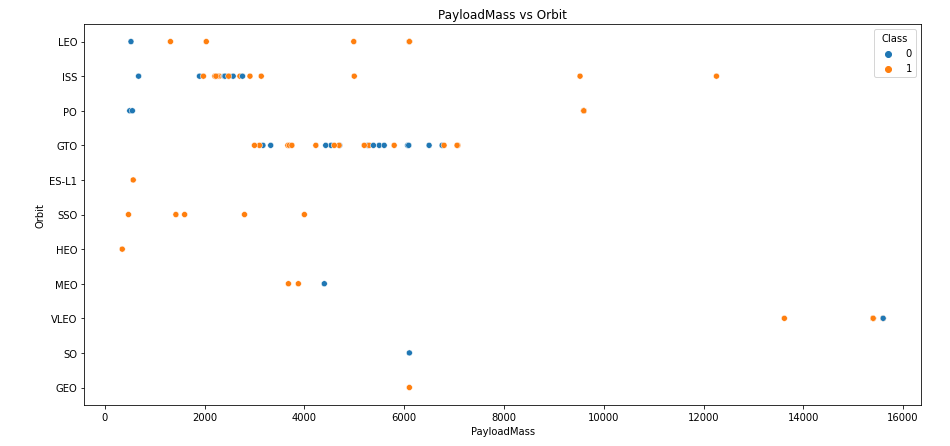 PayloadMass vs Orbit
Class
0
1
LEO
ISS
PO
GTO
ES-L1
SSO
HEO
MEO
VLEO
SO
GEO
Orbit
0 2000 4000 6000 8000 10000 12000 14000 16000
PayloadMass